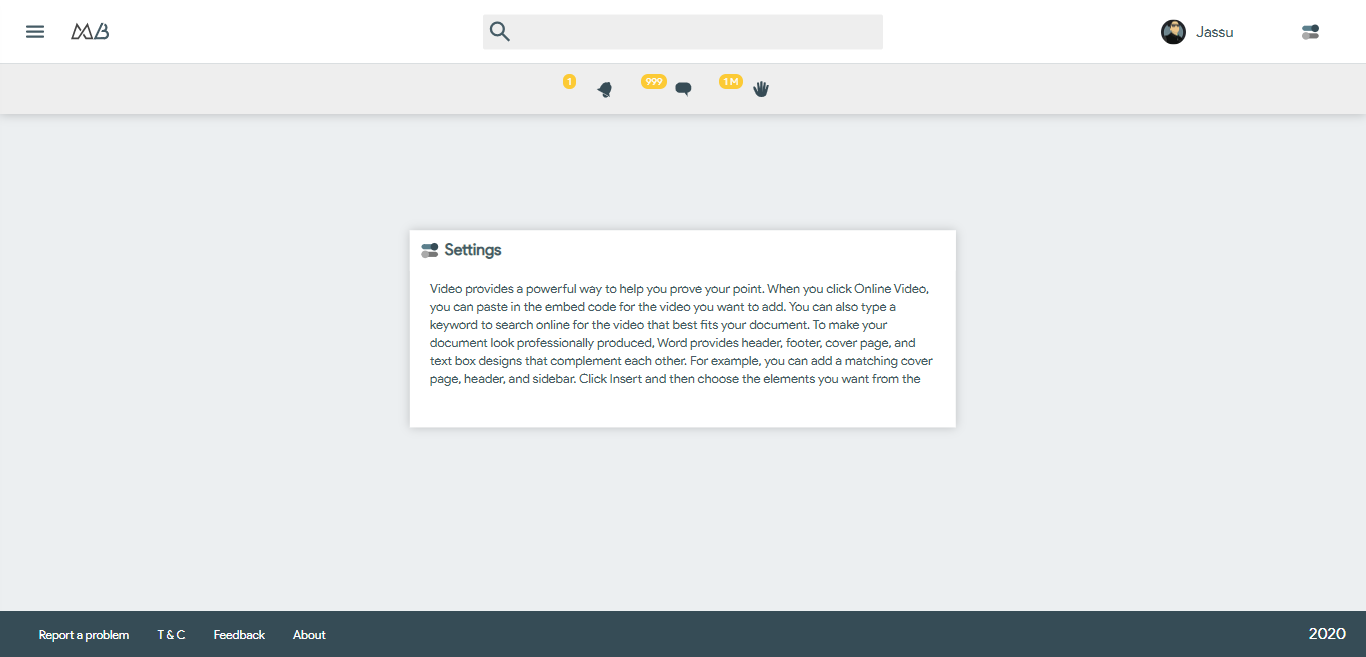 MB
Jassu
1
999
1M
Settings
Video provides a powerful way to help you prove your point. When you click Online Video,
you can paste in the embed code for the video you want to add. You can also type a
keyword to search online for the video that best fits your document. To make your
document look professionally produced, Word provides header, footer, cover page, and
text box designs that complement each other. For example, you can add a matching cover
page, header, and sidebar. Click Insert and then choose the elements you want from the
Report a problem T & C Feedback About 2020